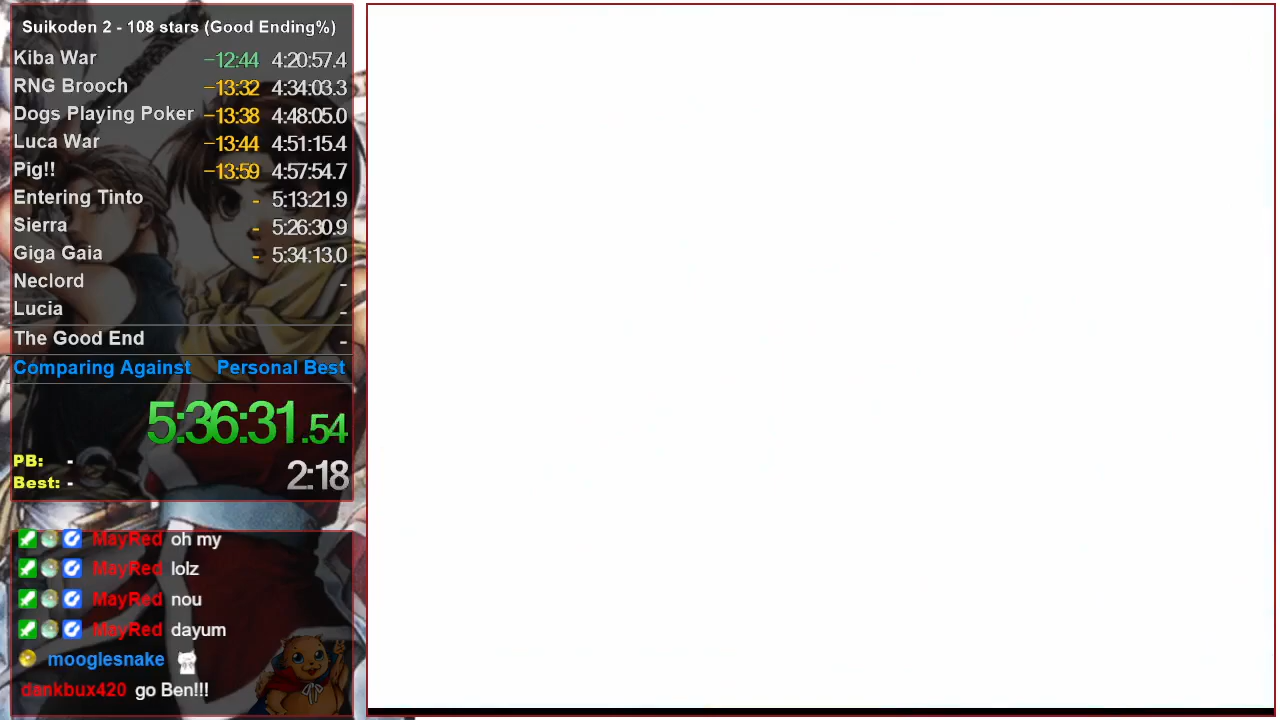 Suikoden 2 - 108 stars (Good Ending%)
Kiba War −12:44 4:20:57.4
RNG Brooch −13:32 4:34:03.3
Dogs Playing Poker −13:38 4:48:05.0
Luca War −13:44 4:51:15.4
Pig!! −13:59 4:57:54.7
Entering Tinto - 5:13:21.9
Sierra - 5:26:30.9
Giga Gaia - 5:34:13.0
Neclord -
Lucia -
The Good End -
Comparing Against Personal Best
5:36:31.54
PB: -
Best: -
2:18
MayRed oh my
MayRed lolz
MayRed nou
MayRed dayum
mooglesnake
dankbux420 go Ben!!!